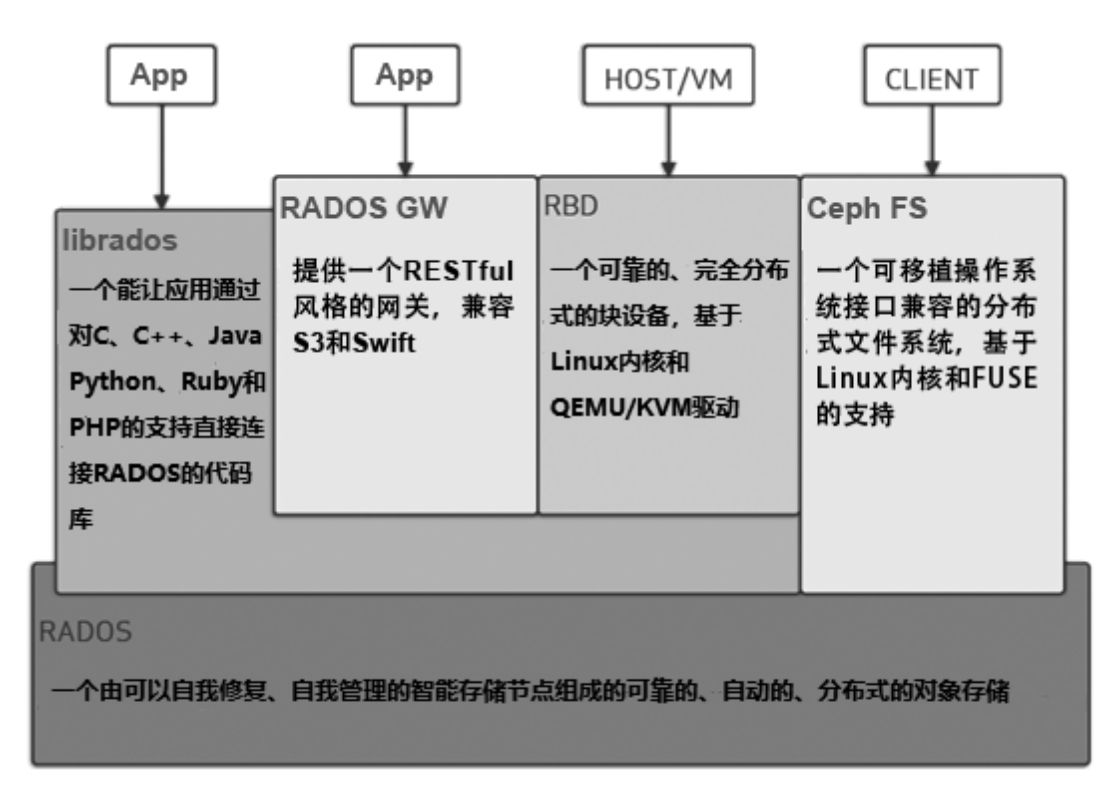 App
App
HOST/VM
CLIENT
librados
一个能让应用通过
对C、C++、Java
Python、Ruby和
PHP的支持直接连
接RADOS的代码
库
RADOS GW
提供一个RESTful
风格的网关，兼容
S3和Swift
RBD
一个可靠的、完全分布
式的块设备，基于
Linux内核和
QEMU/KVM驱动
Ceph FS
一个可移植操作系
统接口兼容的分布
式文件系统，基于
Linux内核和FUSE
的支持
RADOS
一个由可以自我修复、自我管理的智能存储节点组成的可靠的、自动的、分布式的对象存储